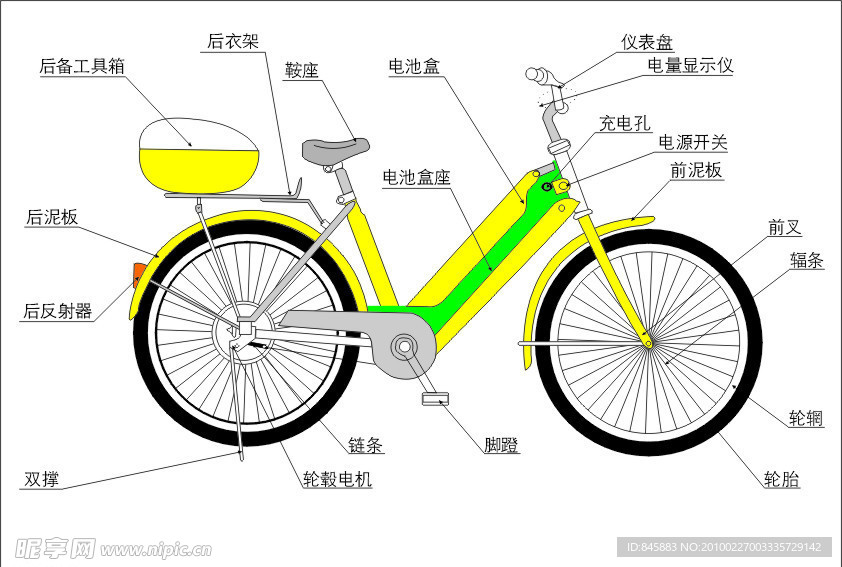 后衣架
仪表盘
后备工具箱
鞍座
电池盒
电量显示仪
充电孔
电源开关
电池盒座
前泥板
后泥板
前叉
辐条
后反射器
轮辋
链条
脚蹬
双撑
轮毂电机
轮胎
昵享网 www.nipic.cn
ID:845883 NO:20100227003335729142